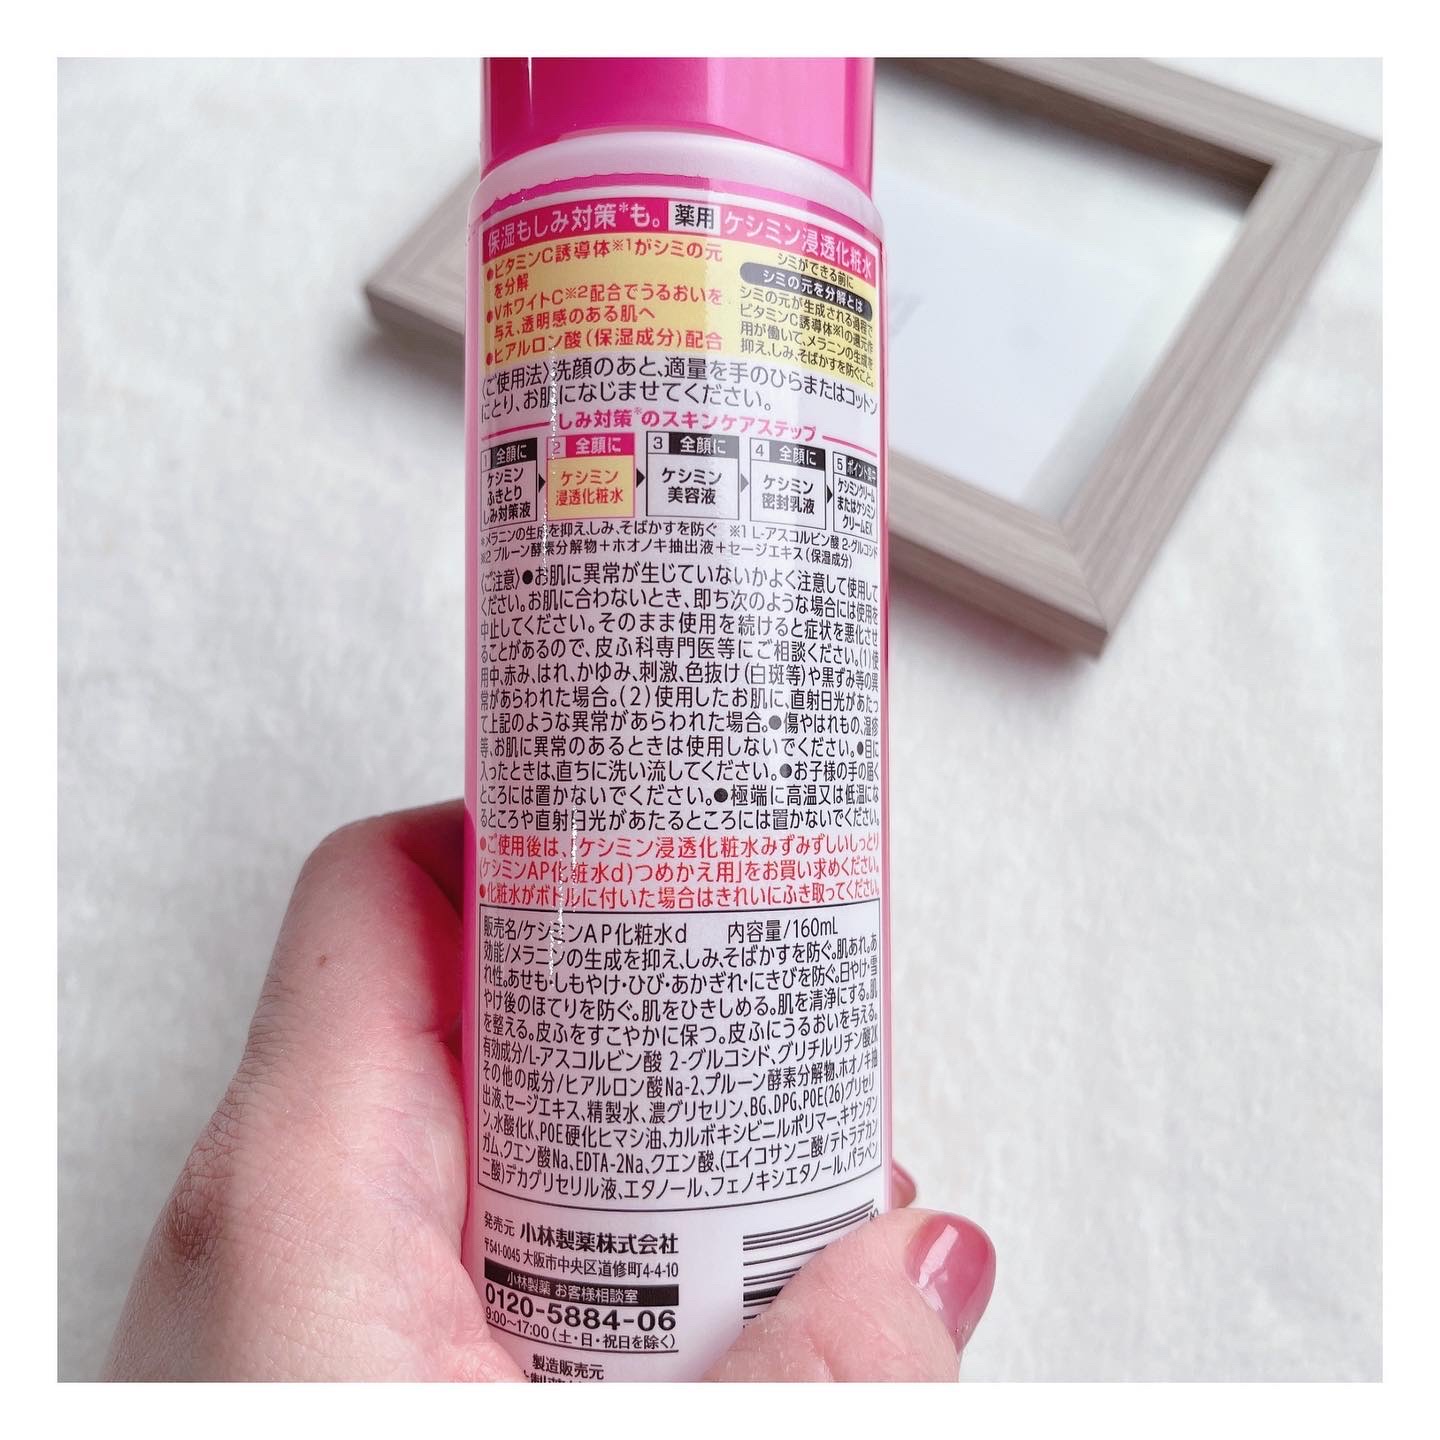 保湿もしみ対策*も。 薬用 ケシミン浸透化粧水
●ビタミンC誘導体※1がシミの元
を分解
●VホワイトC※2配合でうるおいを
与え、透明感のある肌へ
●ヒアルロン酸(保湿成分)配合
シミができる前に
シミの元を分解とは
シミの元が生成される過程で
ビタミンC誘導体※1の還元作
用が働いて、メラニンの生成を
抑え、しみ、そばかすを防ぐこと。
〈ご使用法〉洗顔のあと、適量を手のひらまたはコットン
にとり、お肌になじませてください。
しみ対策*のスキンケアステップ
1 全顔に
ケシミン
ふきとり
しみ対策液
2 全顔に
ケシミン
浸透化粧水
3 全顔に
ケシミン
美容液
4 全顔に
ケシミン
密封乳液
5 ポイント集中
ケシミンクリーム
またはケシミン
クリームEX
*メラニンの生成を抑え、しみ、そばかすを防ぐ ※1 L-アスコルビン酸 2-グルコシド
※2 プルーン酵素分解物+ホオノキ抽出液+セージエキス(保湿成分)
〈ご注意〉●お肌に異常が生じていないかよく注意して使用して
ください。お肌に合わないとき、即ち次のような場合には使用を
中止してください。そのまま使用を続けると症状を悪化させ
ることがあるので、皮ふ科専門医等にご相談ください。(1)使
用中、赤み、はれ、かゆみ、刺激、色抜け(白斑等)や黒ずみ等の異
常があらわれた場合。(2)使用したお肌に、直射日光があたっ
て上記のような異常があらわれた場合。●傷やはれもの、湿疹
等、お肌に異常のあるときは使用しないでください。●目に
入ったときは、直ちに洗い流してください。●お子様の手の届く
ところには置かないでください。●極端に高温又は低温にな
るところや直射日光があたるところには置かないでください。
●ご使用後は、「ケシミン浸透化粧水みずみずしいしっとり
(ケシミンAP化粧水d)つめかえ用」をお買い求めください。
●化粧水がボトルに付いた場合はきれいにふき取ってください。
販売名/ケシミンAP化粧水d 内容量/160mL
効能/メラニンの生成を抑え、しみ、そばかすを防ぐ。肌あれ。あ
れ性。あせも・しもやけ・ひび・あかぎれ・にきびを防ぐ。日やけ・雪
やけ後のほてりを防ぐ。肌をひきしめる。肌を清浄にする。肌
を整える。皮ふをすこやかに保つ。皮ふにうるおいを与える。
有効成分/L-アスコルビン酸 2-グルコシド、グリチルリチン酸2K
その他の成分/ヒアルロン酸Na-2、プルーン酵素分解物、ホオノキ抽
出液、セージエキス、精製水、濃グリセリン、BG、DPG、POE(26)グリセリ
ン、水酸化K、POE硬化ヒマシ油、カルボキシビニルポリマー、キサンタン
ガム、クエン酸Na、EDTA-2Na、クエン酸、(エイコサン二酸/テトラデカン
二酸)デカグリセリル液、エタノール、フェノキシエタノール、パラベン
発売元 小林製薬株式会社
〒541-0045 大阪市中央区道修町4-4-10
小林製薬 お客様相談室
0120-5884-06
9:00〜17:00(土・日・祝日を除く)
製造販売元